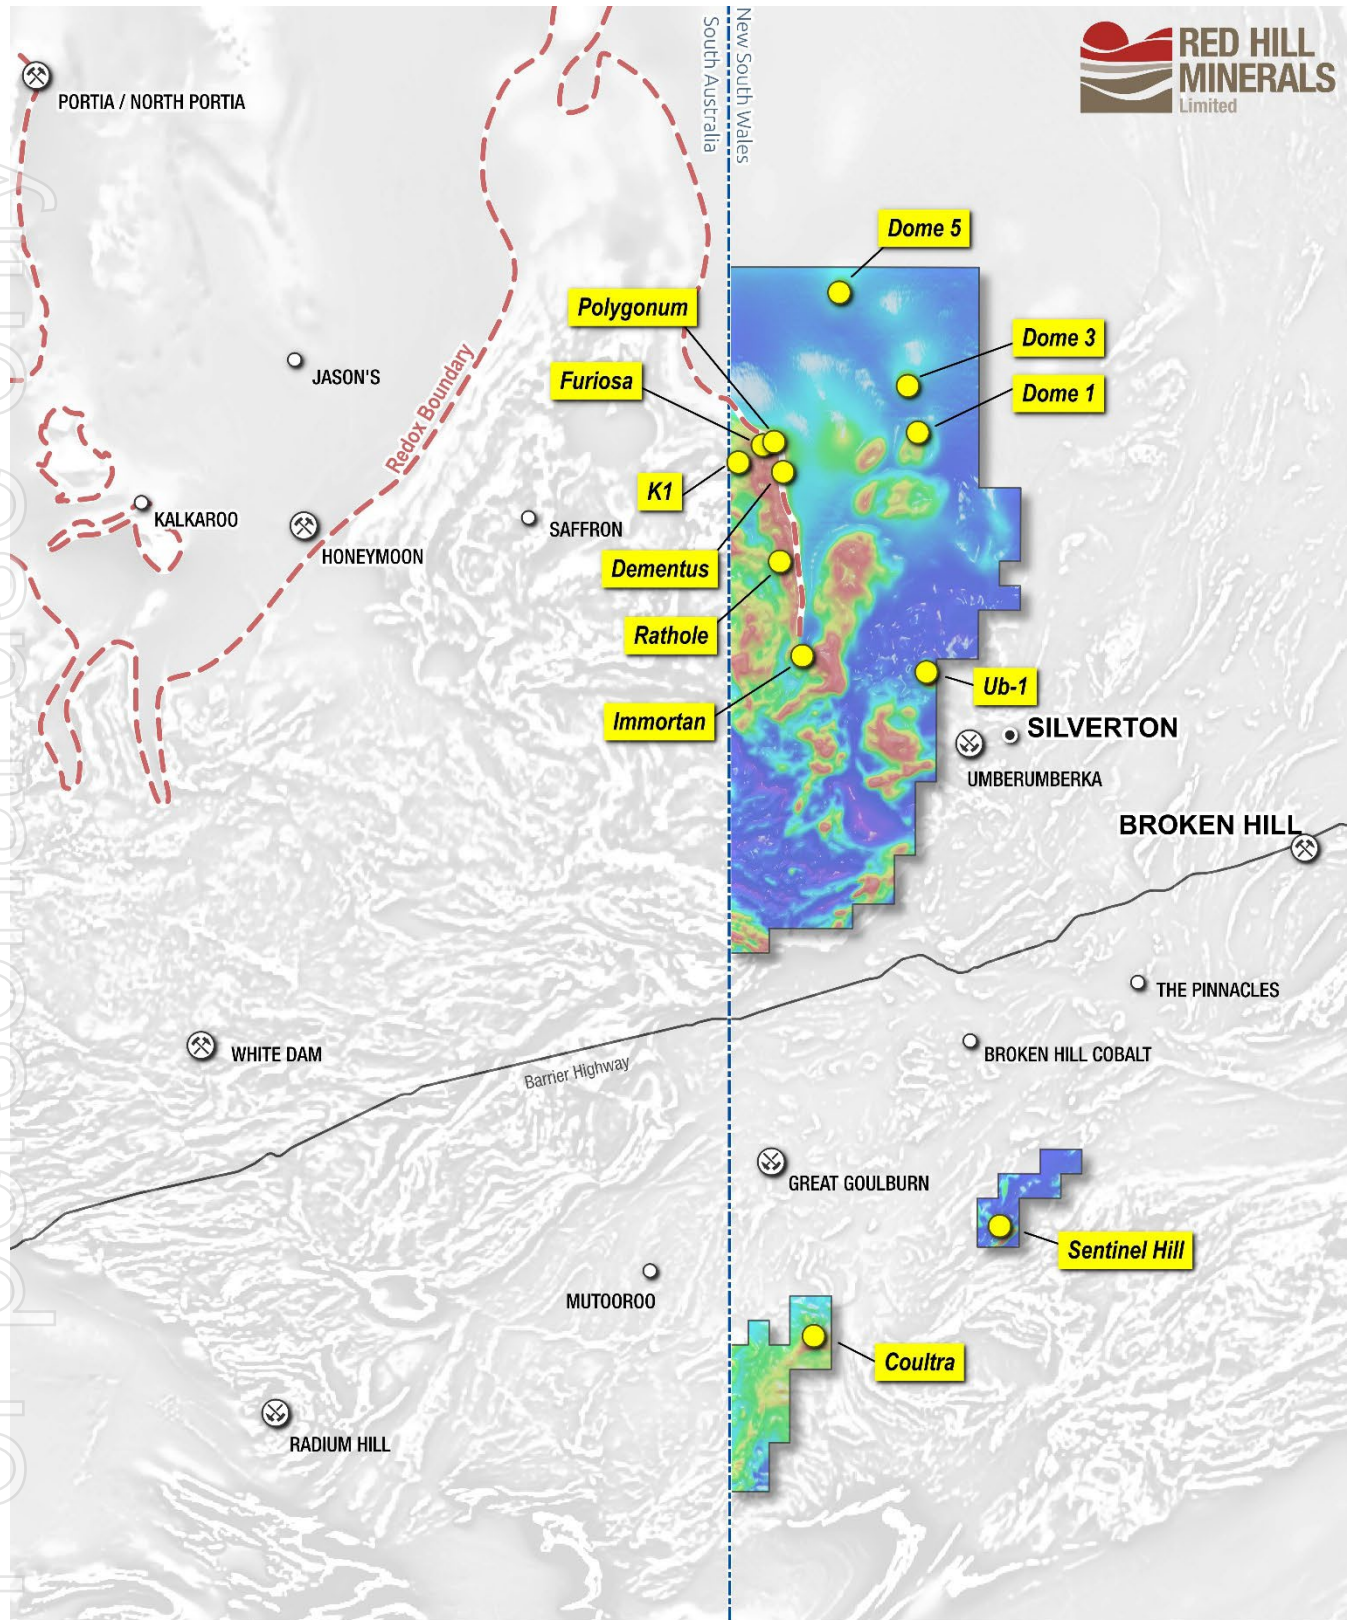 RED HILL
MINERALS
Limited
New South Wales
South Australia
PORTIA / NORTH PORTIA
Dome 5
Polygonum
Dome 3
JASON'S
Furiosa
Dome 1
Redox Boundary
K1
KALKAROO
SAFFRON
HONEYMOON
Dementus
Rathole
Ub-1
Immortan
SILVERTON
UMBERUMBERKA
BROKEN HILL
THE PINNACLES
WHITE DAM
BROKEN HILL COBALT
Barrier Highway
GREAT GOULBURN
Sentinel Hill
MUTOOROO
Coultra
RADIUM HILL